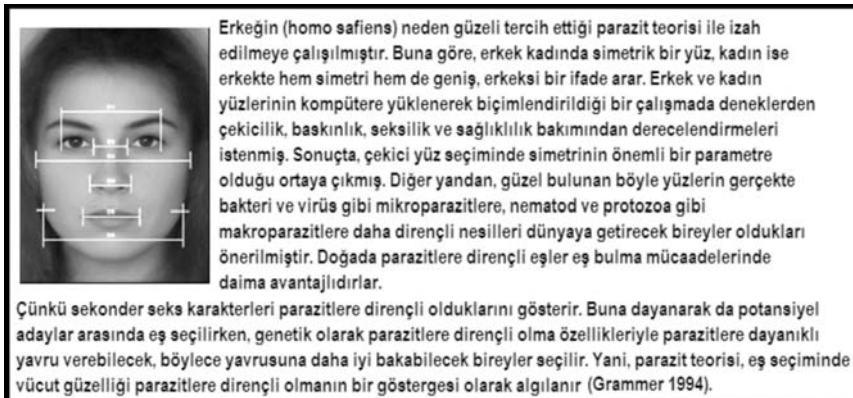 Erkeğin (homo safiens) neden güzeli tercih ettiği parazit teorisi ile izah
edilmeye çalışılmıştır. Buna göre, erkek kadında simetrik bir yüz, kadın ise
erkekte hem simetri hem de geniş, erkeksi bir ifade arar. Erkek ve kadın
yüzlerinin kompütere yüklenerek biçimlendirildiği bir çalışmada deneklerden
çekicilik, baskınlık, seksilik ve sağlıklılık bakımından derecelendirmeleri
istenmiş. Sonuçta, çekici yüz seçiminde simetrinin önemli bir parametre
olduğu ortaya çıkmış. Diğer yandan, güzel bulunan böyle yüzlerin gerçekte
bakteri ve virüs gibi mikroparazitlere, nematod ve protozoa gibi
makroparazitlere daha dirençli nesilleri dünyaya getirecek bireyler oldukları
önerilmiştir. Doğada parazitlere dirençli eşler eş bulma mücaadelerinde
daima avantajlıdırlar.
Çünkü sekonder seks karakterleri parazitlere dirençli olduklarını gösterir. Buna dayanarak da potansiyel
adaylar arasında eş seçilirken, genetik olarak parazitlere dirençli olma özellikleriyle parazitlere dayanıklı
yavru verebilecek, böylece yavrusuna daha iyi bakabilecek bireyler seçilir. Yani, parazit teorisi, eş seçiminde
vücut güzelliği parazitlere dirençli olmanın bir göstergesi olarak algılanır (Grammer 1994).